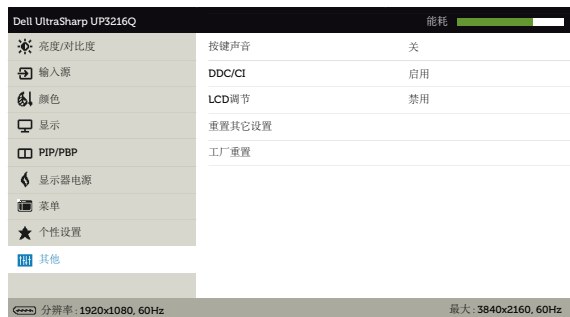 Dell UltraSharp UP3216Q 能耗
亮度/对比度 按键声音 关
输入源 DDC/CI 启用
颜色 LCD调节 禁用
显示 重置其它设置
PIP/PBP 工厂重置
显示器电源
菜单
个性设置
其他
分辨率: 1920x1080, 60Hz 最大: 3840x2160, 60Hz